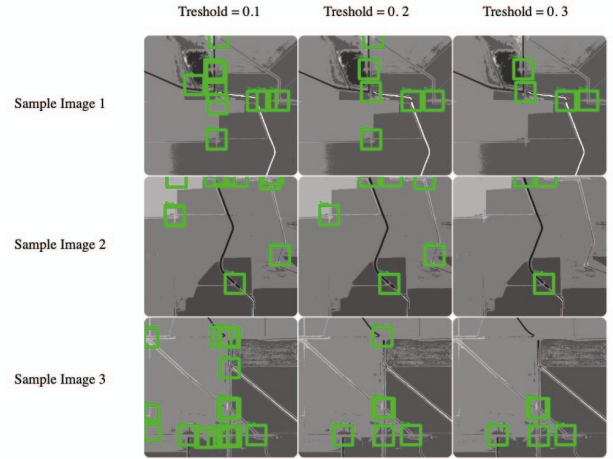 Treshold = 0.1 Treshold = 0. 2 Treshold = 0. 3
Sample Image 1
Sample Image 2
Sample Image 3